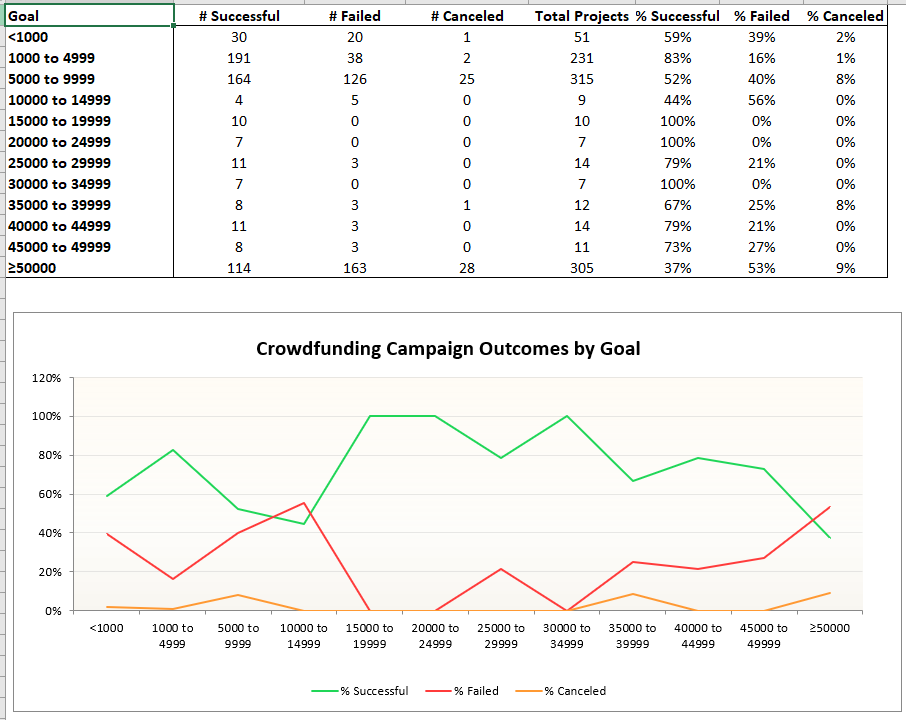 Goal # Successful # Failed # Canceled Total Projects % Successful % Failed % Canceled
<1000 30 20 1 51 59% 39% 2%
1000 to 4999 191 38 2 231 83% 16% 1%
5000 to 9999 164 126 25 315 52% 40% 8%
10000 to 14999 4 5 0 9 44% 56% 0%
15000 to 19999 10 0 0 10 100% 0% 0%
20000 to 24999 7 0 0 7 100% 0% 0%
25000 to 29999 11 3 0 14 79% 21% 0%
30000 to 34999 7 0 0 7 100% 0% 0%
35000 to 39999 8 3 1 12 67% 25% 8%
40000 to 44999 11 3 0 14 79% 21% 0%
45000 to 49999 8 3 0 11 73% 27% 0%
≥50000 114 163 28 305 37% 53% 9%
Crowdfunding Campaign Outcomes by Goal
120%
100%
80%
60%
40%
20%
0%
<1000 1000 to 5000 to 10000 to 15000 to 20000 to 25000 to 30000 to 35000 to 40000 to 45000 to ≥50000
4999 9999 14999 19999 24999 29999 34999 39999 44999 49999
% Successful % Failed % Canceled